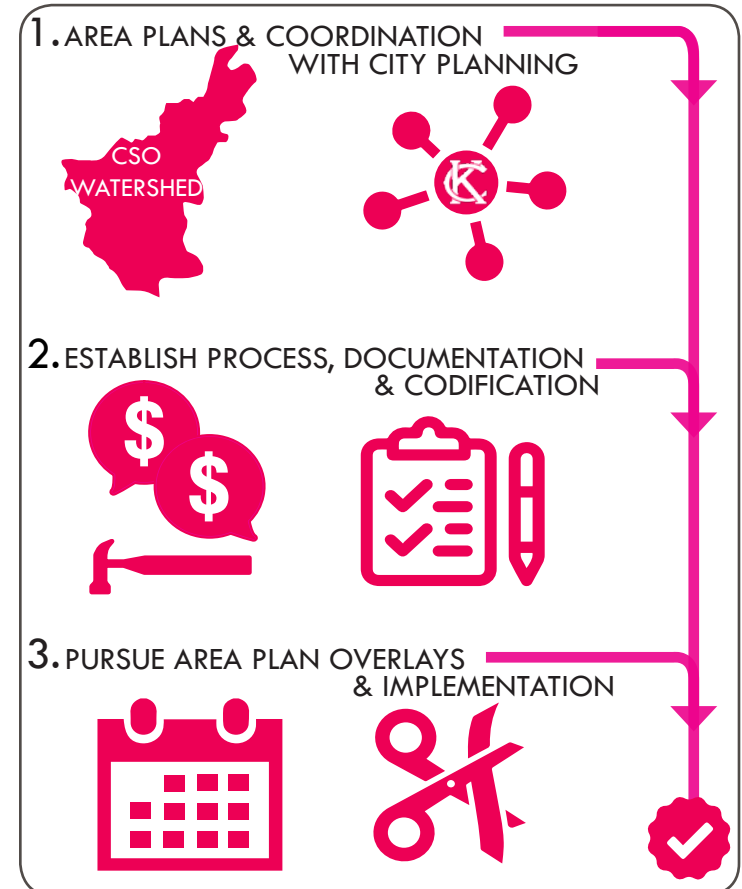 1. AREA PLANS & COORDINATION
WITH CITY PLANNING
CSO
WATERSHED
KC
2. ESTABLISH PROCESS, DOCUMENTATION
& CODIFICATION
$
$
3. PURSUE AREA PLAN OVERLAYS
& IMPLEMENTATION